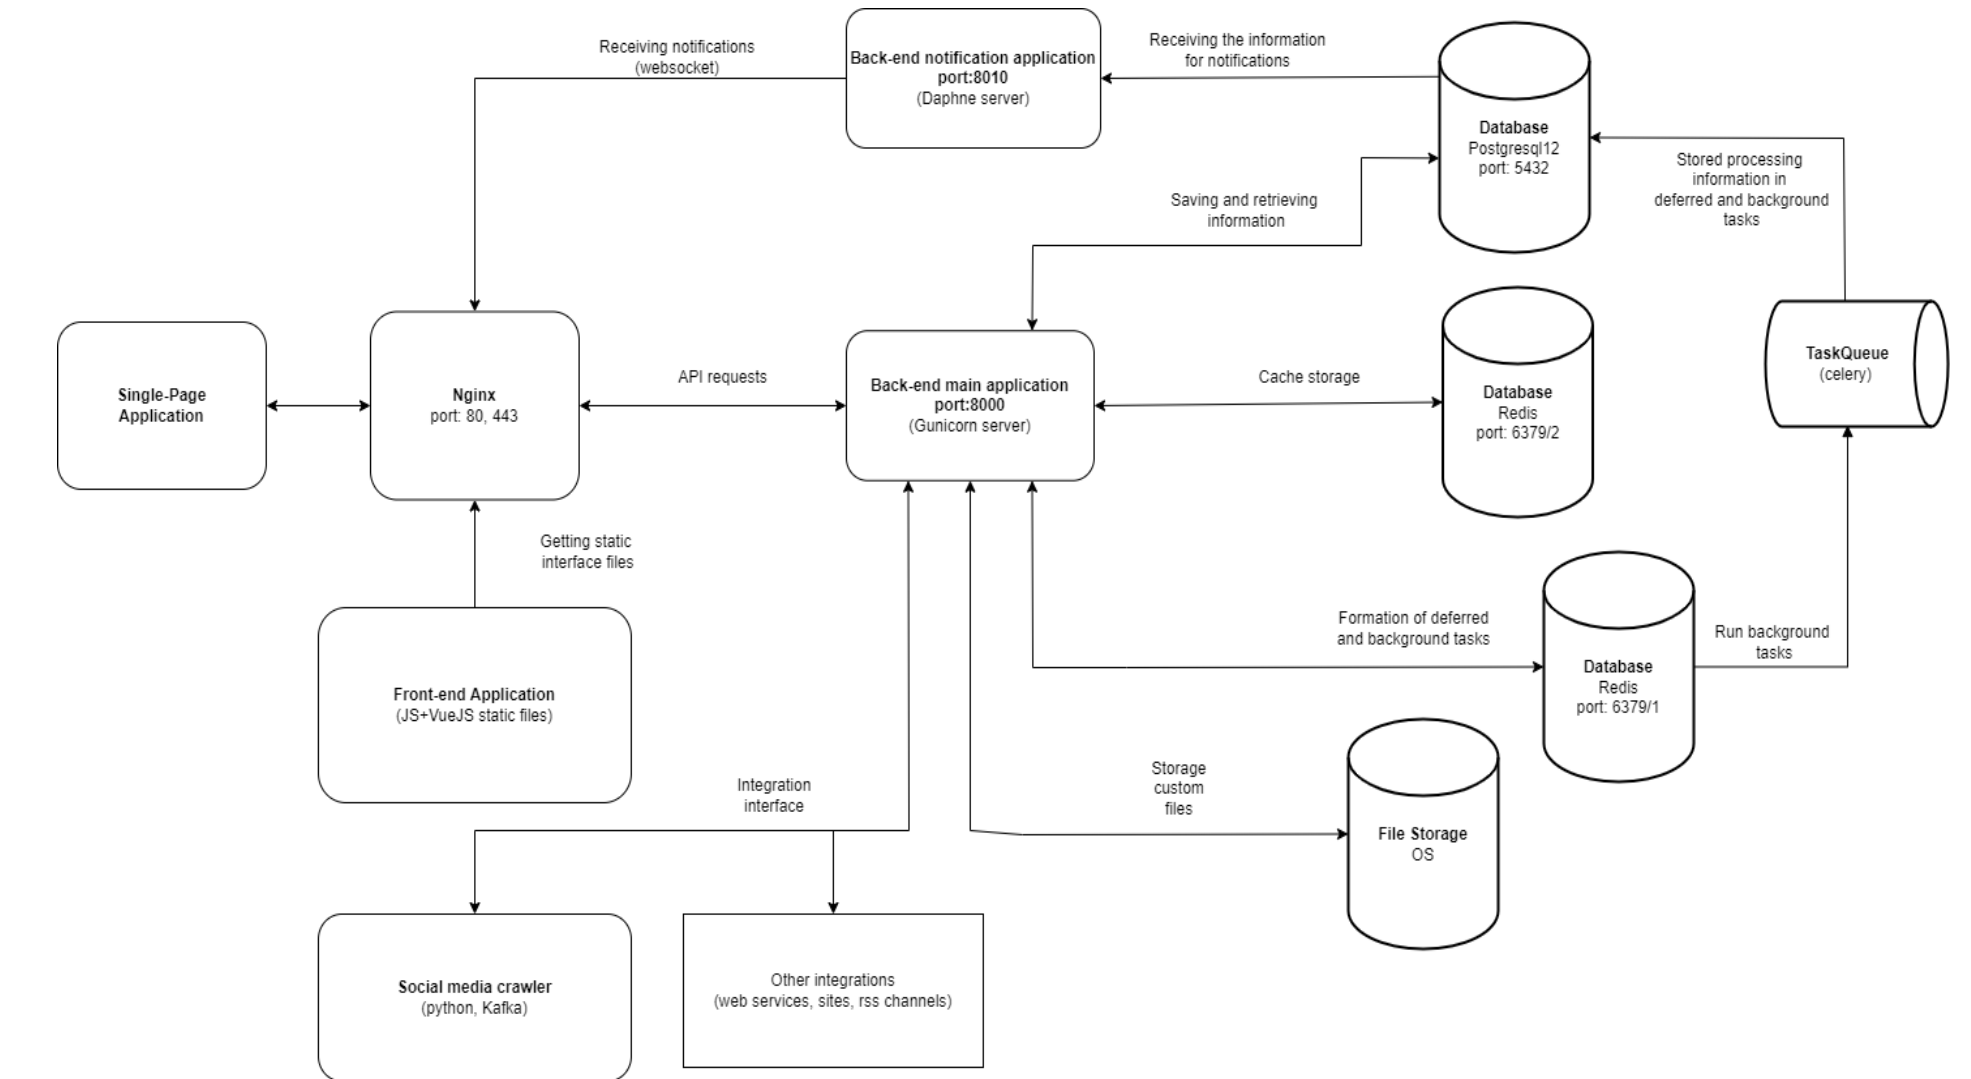 Receiving notifications
(websocket)
Back-end notification application
port:8010
(Daphne server)
Receiving the information
for notifications
Database
Postgresql12
port: 5432
Stored processing
information in
deferred and background
tasks
Saving and retrieving
information
Single-Page
Application
Nginx
port: 80, 443
API requests
Back-end main application
port:8000
(Gunicorn server)
Cache storage
Database
Redis
port: 6379/2
TaskQueue
(celery)
Getting static
interface files
Front-end Application
(JS+VueJS static files)
Formation of deferred
and background tasks
Database
Redis
port: 6379/1
Run background
tasks
Integration
interface
Storage
custom
files
File Storage
OS
Social media crawler
(python, Kafka)
Other integrations
(web services, sites, rss channels)